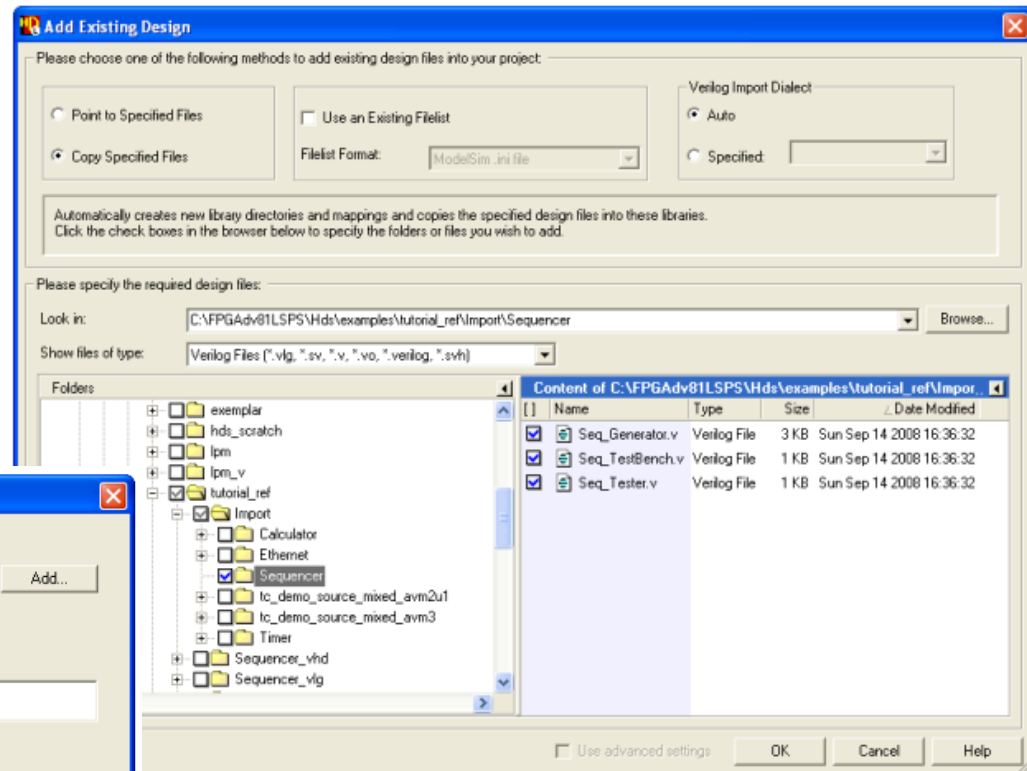 Add Existing Design
Please choose one of the following methods to add existing design files into your project:
Point to Specified Files
Copy Specified Files
Use an Existing Filelist
Filelist Format: ModelSim .ini file
Verilog Import Dialect
Auto
Specified:
Automatically creates new library directories and mappings and copies the specified design files into these libraries.
Click the check boxes in the browser below to specify the folders or files you wish to add.
Please specify the required design files:
Look in: C:\FPGAdv81LSPS\Hds\examples\tutorial_ref\Import\Sequencer Browse...
Show files of type: Verilog Files (*.vlg, *.sv, *.v, *.vo, *.verilog, *.svh)
Folders
exemplar
hds_scratch
lpm
lpm_v
tutorial_ref
Import
Calculator
Ethernet
Sequencer
tc_demo_source_mixed_avm2u1
tc_demo_source_mixed_avm3
Timer
Sequencer_vhd
Sequencer_vlg
Content of C:\FPGAdv81LSPS\Hds\examples\tutorial_ref\Impor...
[] Name Type Size Date Modified
Seq_Generator.v Verilog File 3 KB Sun Sep 14 2008 16:36:32
Seq_TestBench.v Verilog File 1 KB Sun Sep 14 2008 16:36:32
Seq_Tester.v Verilog File 1 KB Sun Sep 14 2008 16:36:32
Add...
Use advanced settings OK Cancel Help